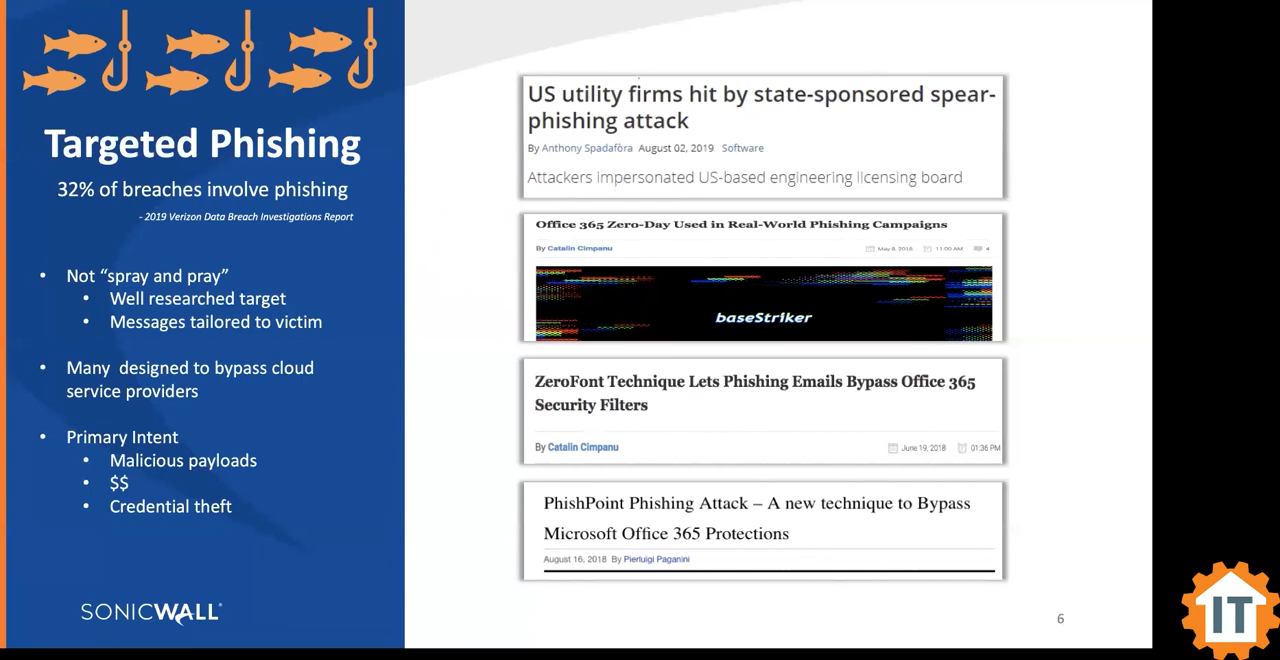 Targeted Phishing
32% of breaches involve phishing
- 2019 Verizon Data Breach Investigations Report
• Not “spray and pray”
• Well researched target
• Messages tailored to victim
• Many designed to bypass cloud
service providers
• Primary Intent
• Malicious payloads
• $$
• Credential theft
SONICWALL
US utility firms hit by state-sponsored spear-
phishing attack
By Anthony Spadafora August 02, 2019 Software
Attackers impersonated US-based engineering licensing board
Office 365 Zero-Day Used in Real-World Phishing Campaigns
By Catalin Cimpanu May 8, 2018 11:00 AM 4
baseStriker
ZeroFont Technique Lets Phishing Emails Bypass Office 365
Security Filters
By Catalin Cimpanu June 19, 2018 01:36 PM
PhishPoint Phishing Attack – A new technique to Bypass
Microsoft Office 365 Protections
August 16, 2018 By Pierluigi Paganini
6
IT